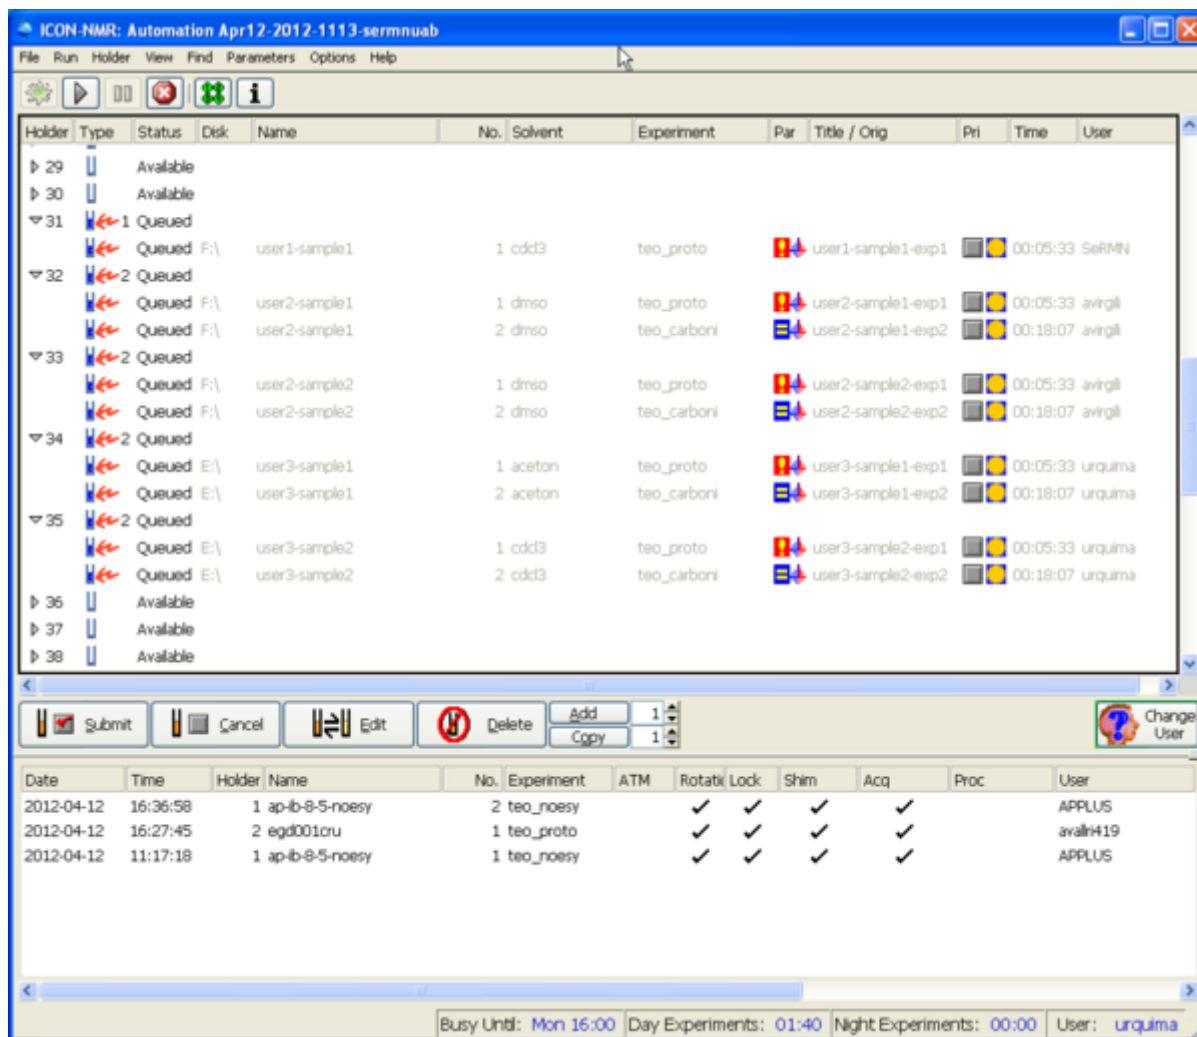 ICON-NMR: Automation Apr12-2012-1113-sermnuab
File Run Holder View Find Parameters Options Help
Holder Type Status Disk Name No. Solvent Experiment Par Title / Orig Pri Time User
29 Available
30 Available
31 1 Queued
Queued F:\ user1-sample1 1 cdcl3 teo_proto user1-sample1-exp1 00:05:33 SeRMN
32 2 Queued
Queued F:\ user2-sample1 1 dmso teo_proto user2-sample1-exp1 00:05:33 avirgili
Queued F:\ user2-sample1 2 dmso teo_carboni user2-sample1-exp2 00:18:07 avirgili
33 2 Queued
Queued F:\ user2-sample2 1 dmso teo_proto user2-sample2-exp1 00:05:33 avirgili
Queued F:\ user2-sample2 2 dmso teo_carboni user2-sample2-exp2 00:18:07 avirgili
34 2 Queued
Queued E:\ user3-sample1 1 aceton teo_proto user3-sample1-exp1 00:05:33 urquima
Queued E:\ user3-sample1 2 aceton teo_carboni user3-sample1-exp2 00:18:07 urquima
35 2 Queued
Queued E:\ user3-sample2 1 cdcl3 teo_proto user3-sample2-exp1 00:05:33 urquima
Queued E:\ user3-sample2 2 cdcl3 teo_carboni user3-sample2-exp2 00:18:07 urquima
36 Available
37 Available
38 Available
Submit Cancel Edit Delete Add 1 Change
Copy 1 User
Date Time Holder Name No. Experiment ATM Rotatic Lock Shim Acq Proc User
2012-04-12 16:36:58 1 ap-ib-8-5-noesy 2 teo_noesy APPLUS
2012-04-12 16:27:45 2 egd001cru 1 teo_proto avallri419
2012-04-12 11:17:18 1 ap-ib-8-5-noesy 1 teo_noesy APPLUS
Busy Until: Mon 16:00 Day Experiments: 01:40 Night Experiments: 00:00 User: urquima